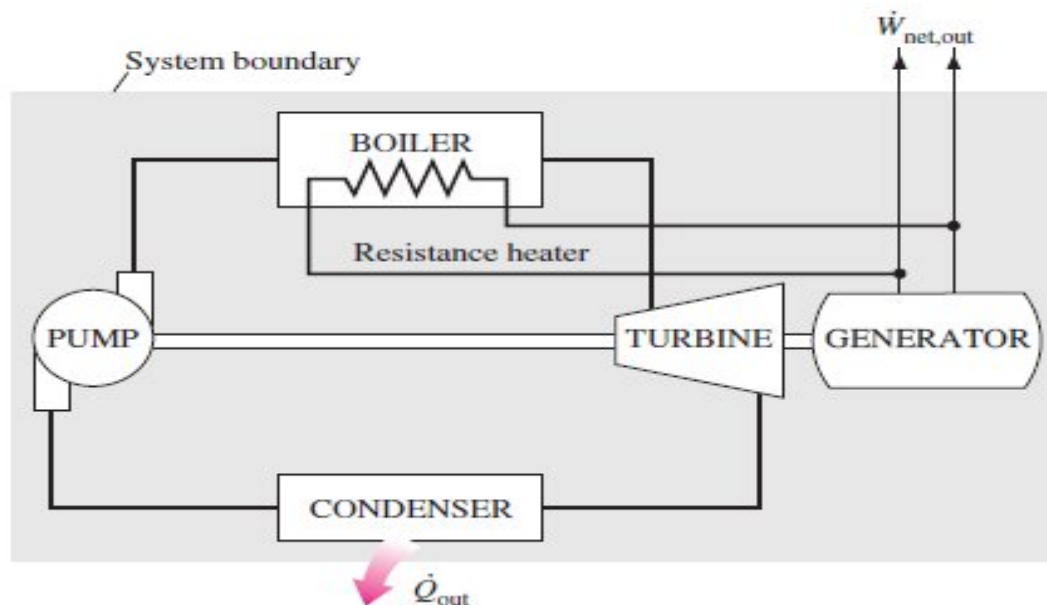 Ẇnet,out
System boundary
BOILER
Resistance heater
PUMP
TURBINE
GENERATOR
CONDENSER
Q̇out